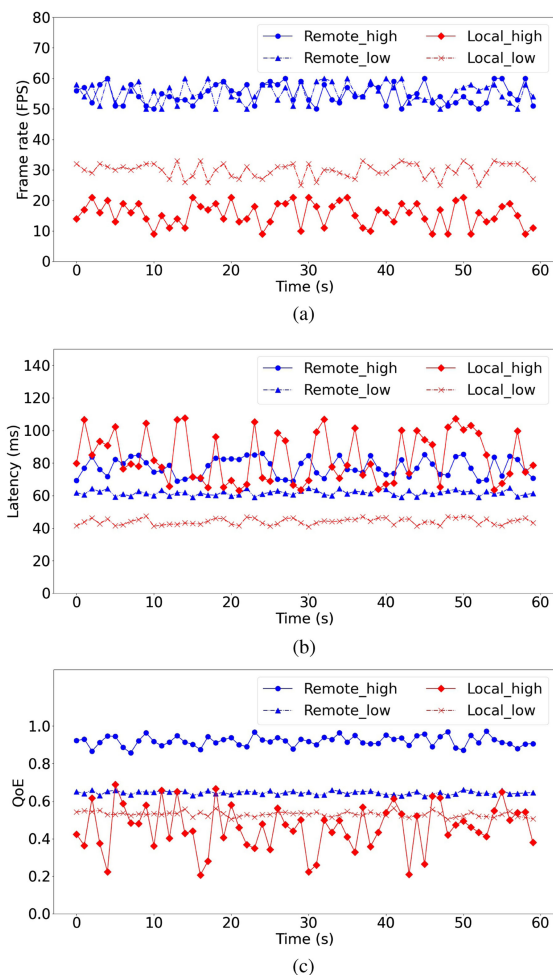 80
70
60
50
40
30
20
10
0
Frame rate (FPS)
Remote_high
Remote_low
Local_high
Local_low
0 10 20 30 40 50 60
Time (s)
(a)
140
120
100
80
60
40
20
0
Latency (ms)
Remote_high
Remote_low
Local_high
Local_low
0 10 20 30 40 50 60
Time (s)
(b)
1.0
0.8
0.6
0.4
0.2
0.0
QoE
Remote_high
Remote_low
Local_high
Local_low
0 10 20 30 40 50 60
Time (s)
(c)